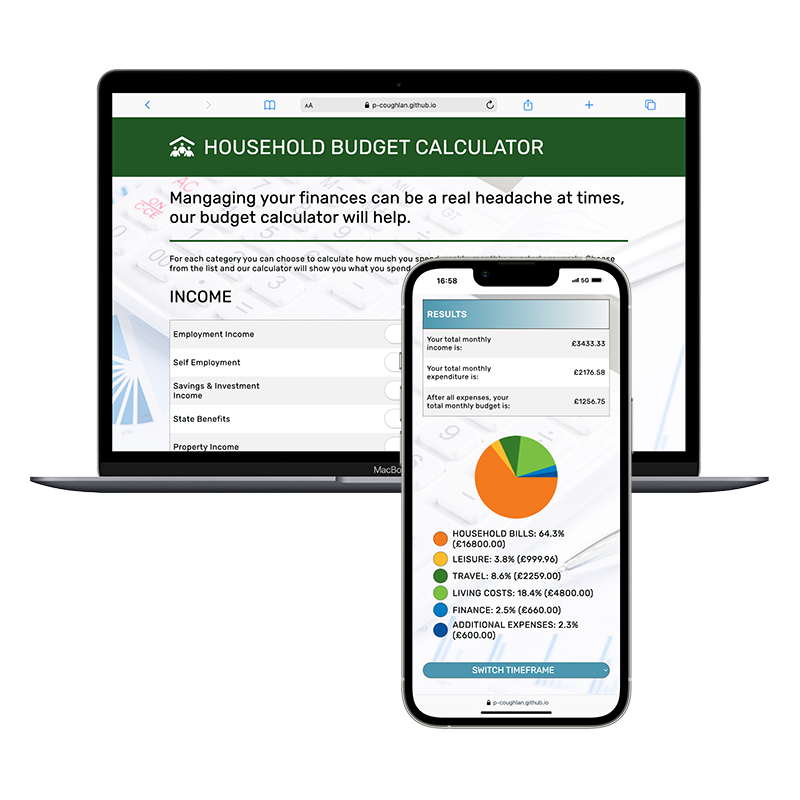 AA
p-coughlan.github.io
HOUSEHOLD BUDGET CALCULATOR
Mangaging your finances can be a real headache at times,
our budget calculator will help.
For each category you can choose to calculate how much you
from the list and our calculator will show you what you spend
INCOME
Employment Income
Self Employment
Savings & Investment
Income
State Benefits
Property Income
16:58
5G
RESULTS
Your total monthly
income is:
£3433.33
Your total monthly
expenditure is:
£2176.58
After all expenses, your
total monthly budget is:
£1256.75
HOUSEHOLD BILLS: 64.3%
(£16800.00)
LEISURE: 3.8% (£999.96)
TRAVEL: 8.6% (£2259.00)
LIVING COSTS: 18.4% (£4800.00)
FINANCE: 2.5% (£660.00)
ADDITIONAL EXPENSES: 2.3%
(£600.00)
SWITCH TIMEFRAME
p-coughlan.github.io